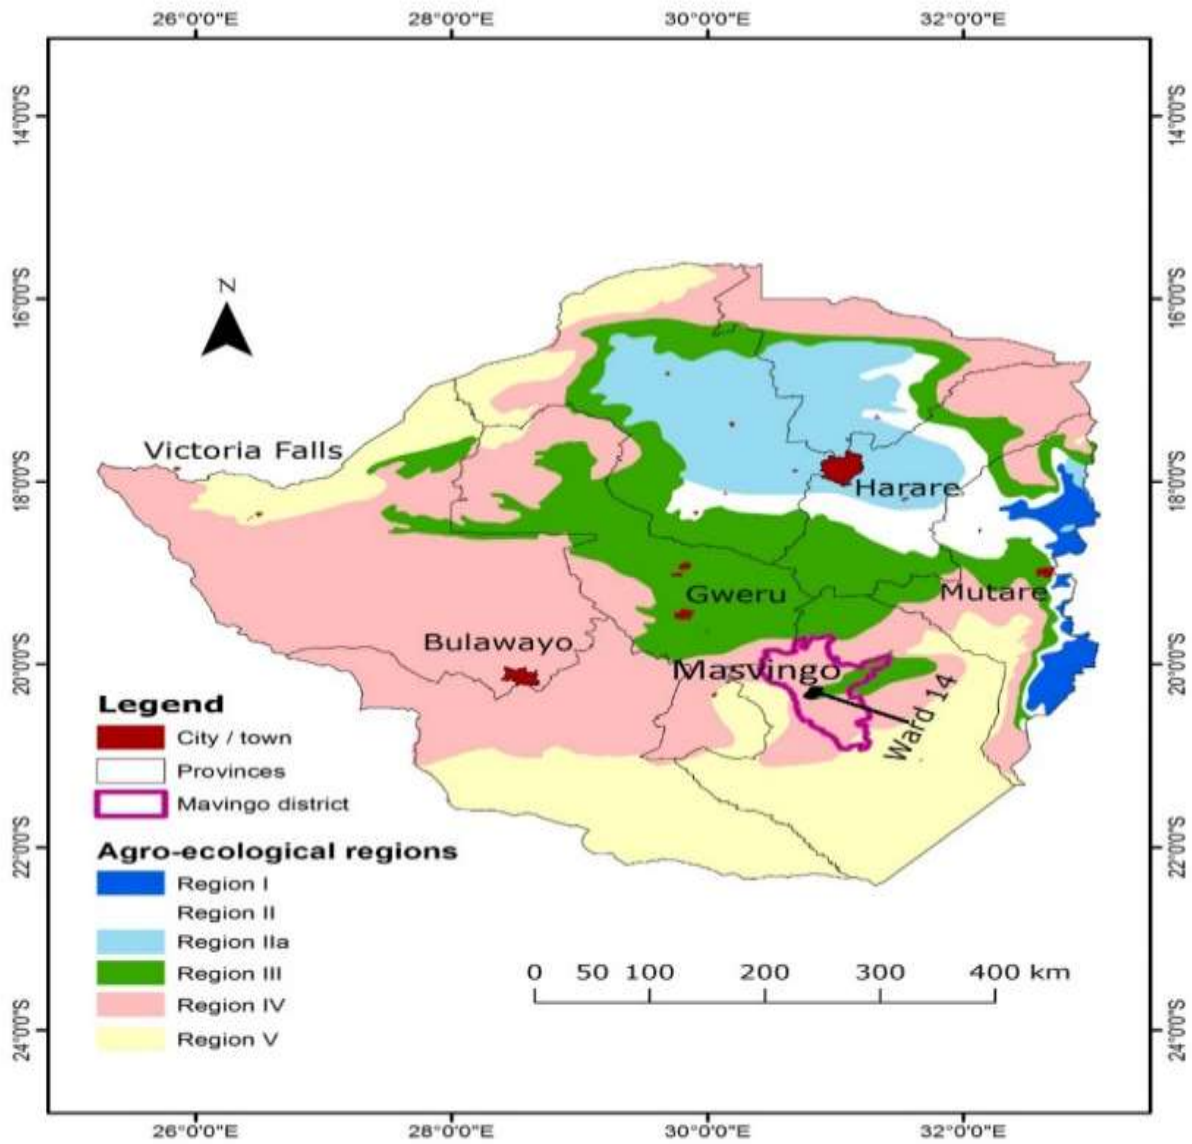 26°0'0"E 28°0'0"E 30°0'0"E 32°0'0"E
14°0'0"S 14°0'0"S
N
16°0'0"S 16°0'0"S
Victoria Falls
18°0'0"S Harare 18°0'0"S
Gweru Mutare
Bulawayo
20°0'0"S Masvingo 20°0'0"S
Ward 14
Legend
City / town
Provinces
Mavingo district
22°0'0"S 22°0'0"S
Agro-ecological regions
Region I
Region II
Region IIa
Region III
Region IV
Region V
0 50 100 200 300 400 km
24°0'0"S 24°0'0"S
26°0'0"E 28°0'0"E 30°0'0"E 32°0'0"E